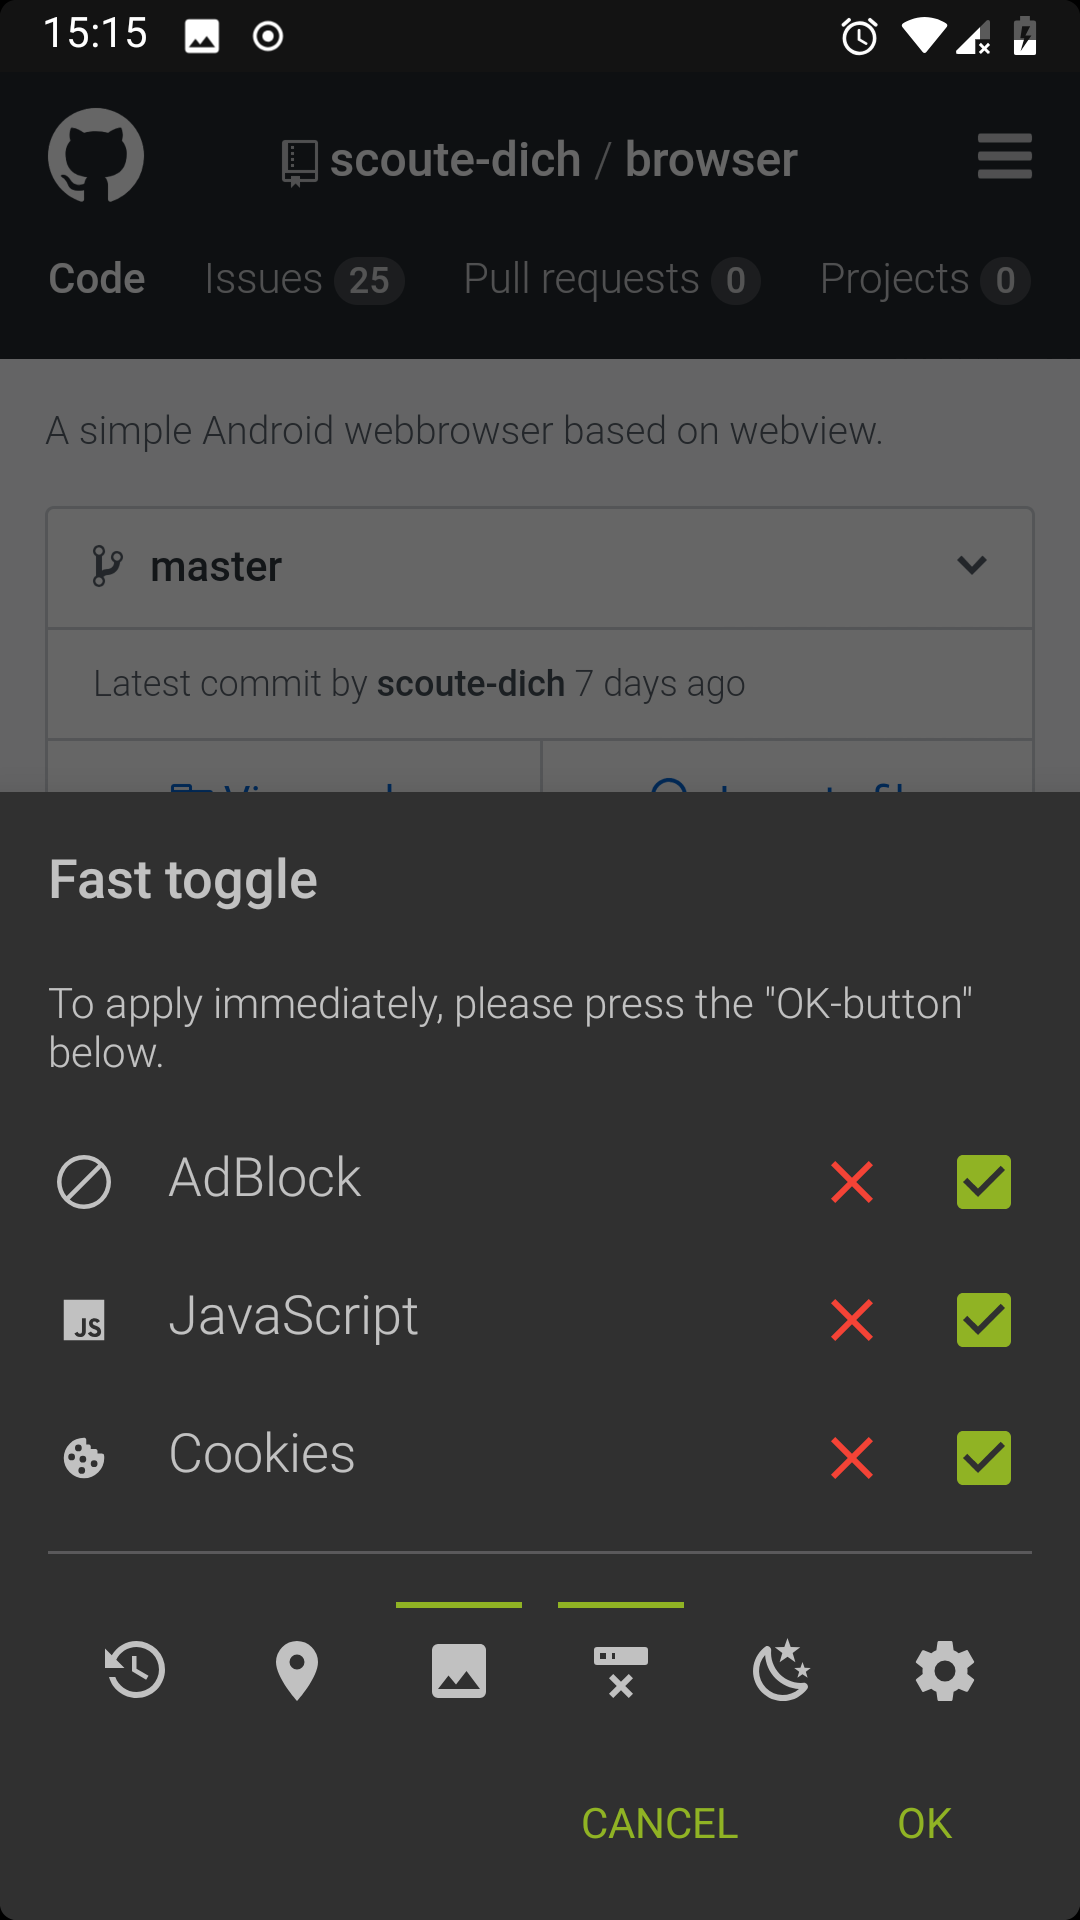 15:15
scoute-dich / browser
Code Issues 25 Pull requests 0 Projects 0
A simple Android webbrowser based on webview.
master
Latest commit by scoute-dich 7 days ago
Fast toggle
To apply immediately, please press the "OK-button"
below.
AdBlock
JS JavaScript
Cookies
CANCEL OK